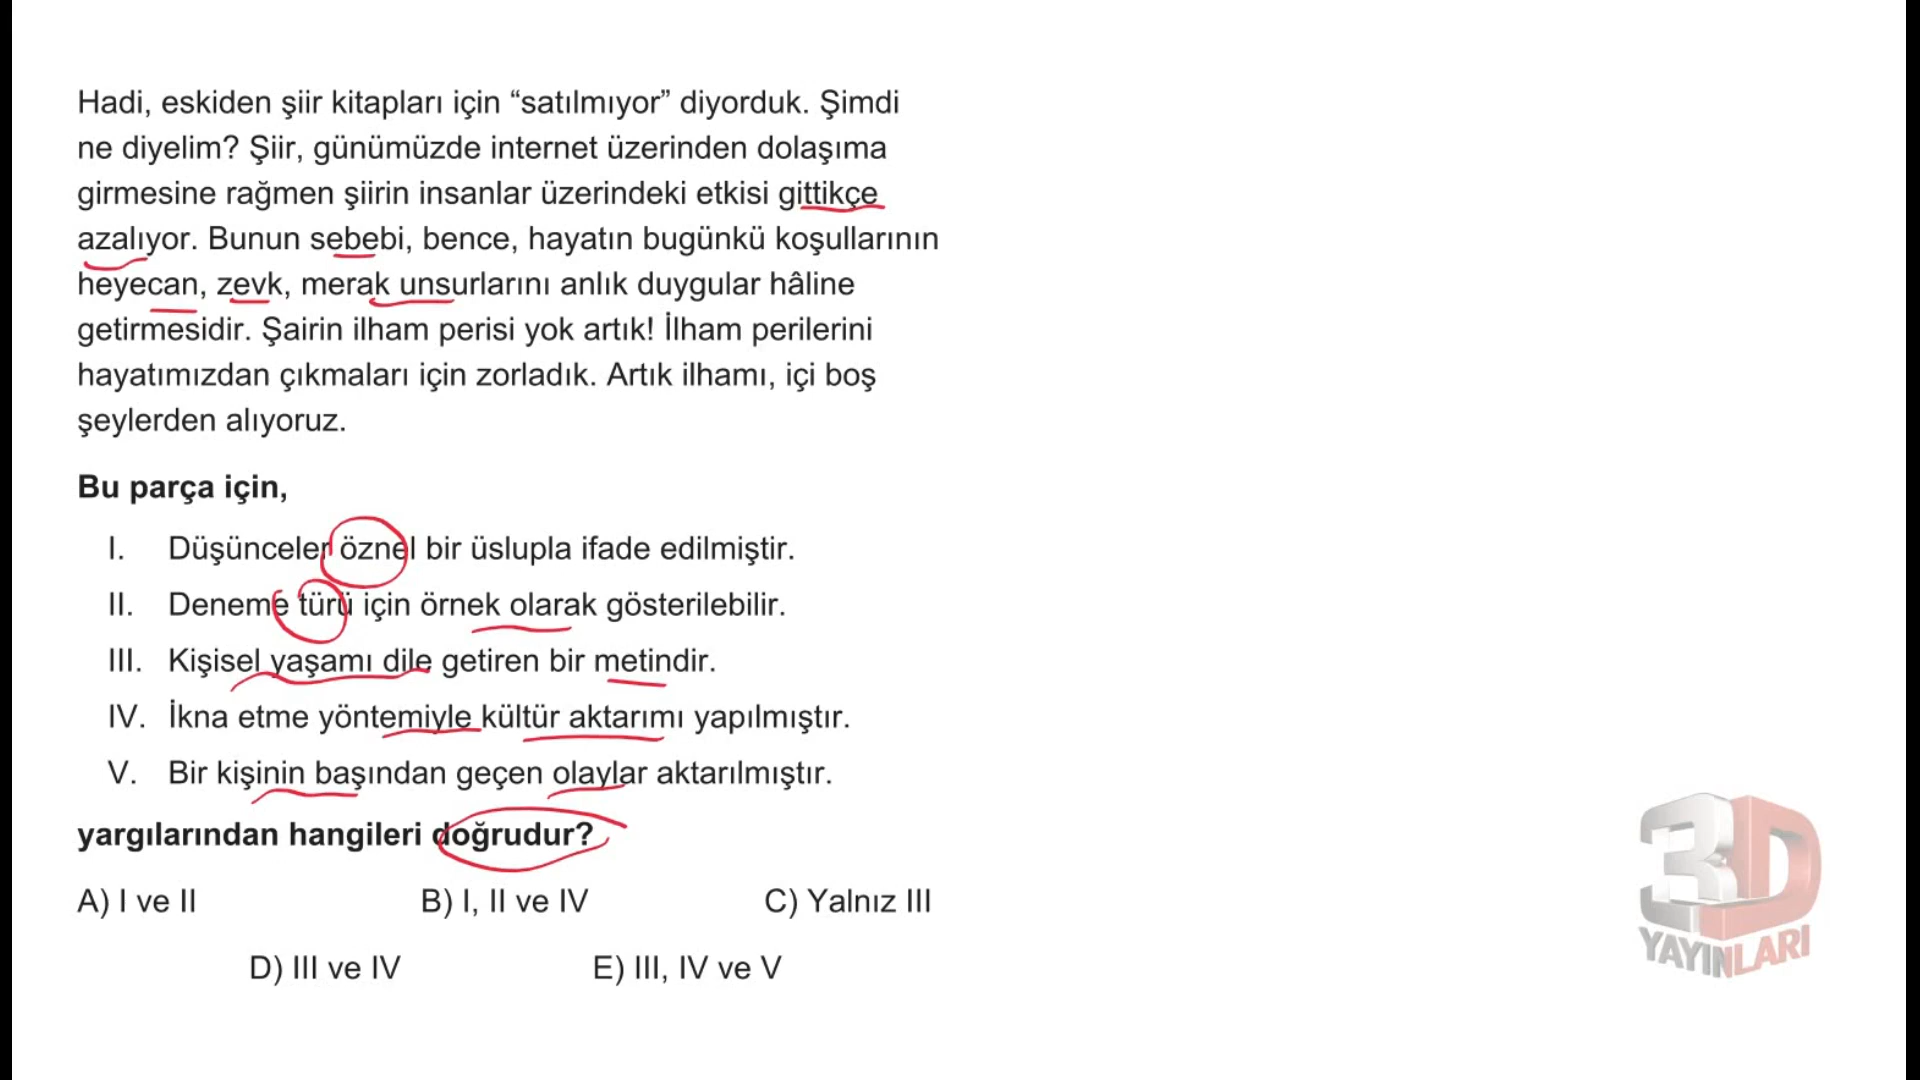 Hadi, eskiden şiir kitapları için “satılmıyor” diyorduk. Şimdi
ne diyelim? Şiir, günümüzde internet üzerinden dolaşıma
girmesine rağmen şiirin insanlar üzerindeki etkisi gittikçe
azalıyor. Bunun sebebi, bence, hayatın bugünkü koşullarının
heyecan, zevk, merak unsurlarını anlık duygular hâline
getirmesidir. Şairin ilham perisi yok artık! İlham perilerini
hayatımızdan çıkmaları için zorladık. Artık ilhamı, içi boş
şeylerden alıyoruz.
Bu parça için,
I. Düşünceler öznel bir üslupla ifade edilmiştir.
II. Deneme türü için örnek olarak gösterilebilir.
III. Kişisel yaşamı dile getiren bir metindir.
IV. İkna etme yöntemiyle kültür aktarımı yapılmıştır.
V. Bir kişinin başından geçen olaylar aktarılmıştır.
yargılarından hangileri doğrudur?
A) I ve II B) I, II ve IV C) Yalnız III
D) III ve IV E) III, IV ve V
3D
YAYINLARI